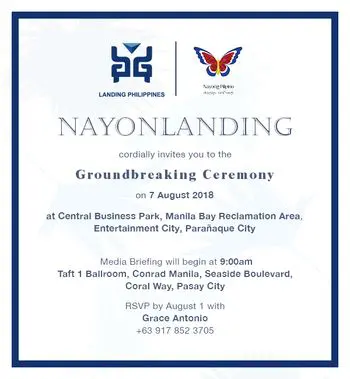 LANDING PHILIPPINES
Nayong Pilipino
NAYONLANDING
cordially invites you to the
Groundbreaking Ceremony
on 7 August 2018
at Central Business Park, Manila Bay Reclamation Area,
Entertainment City, Parañaque City
Media Briefing will begin at 9:00am
Taft 1 Ballroom, Conrad Manila, Seaside Boulevard,
Coral Way, Pasay City
RSVP by August 1 with
Grace Antonio
+63 917 852 3705